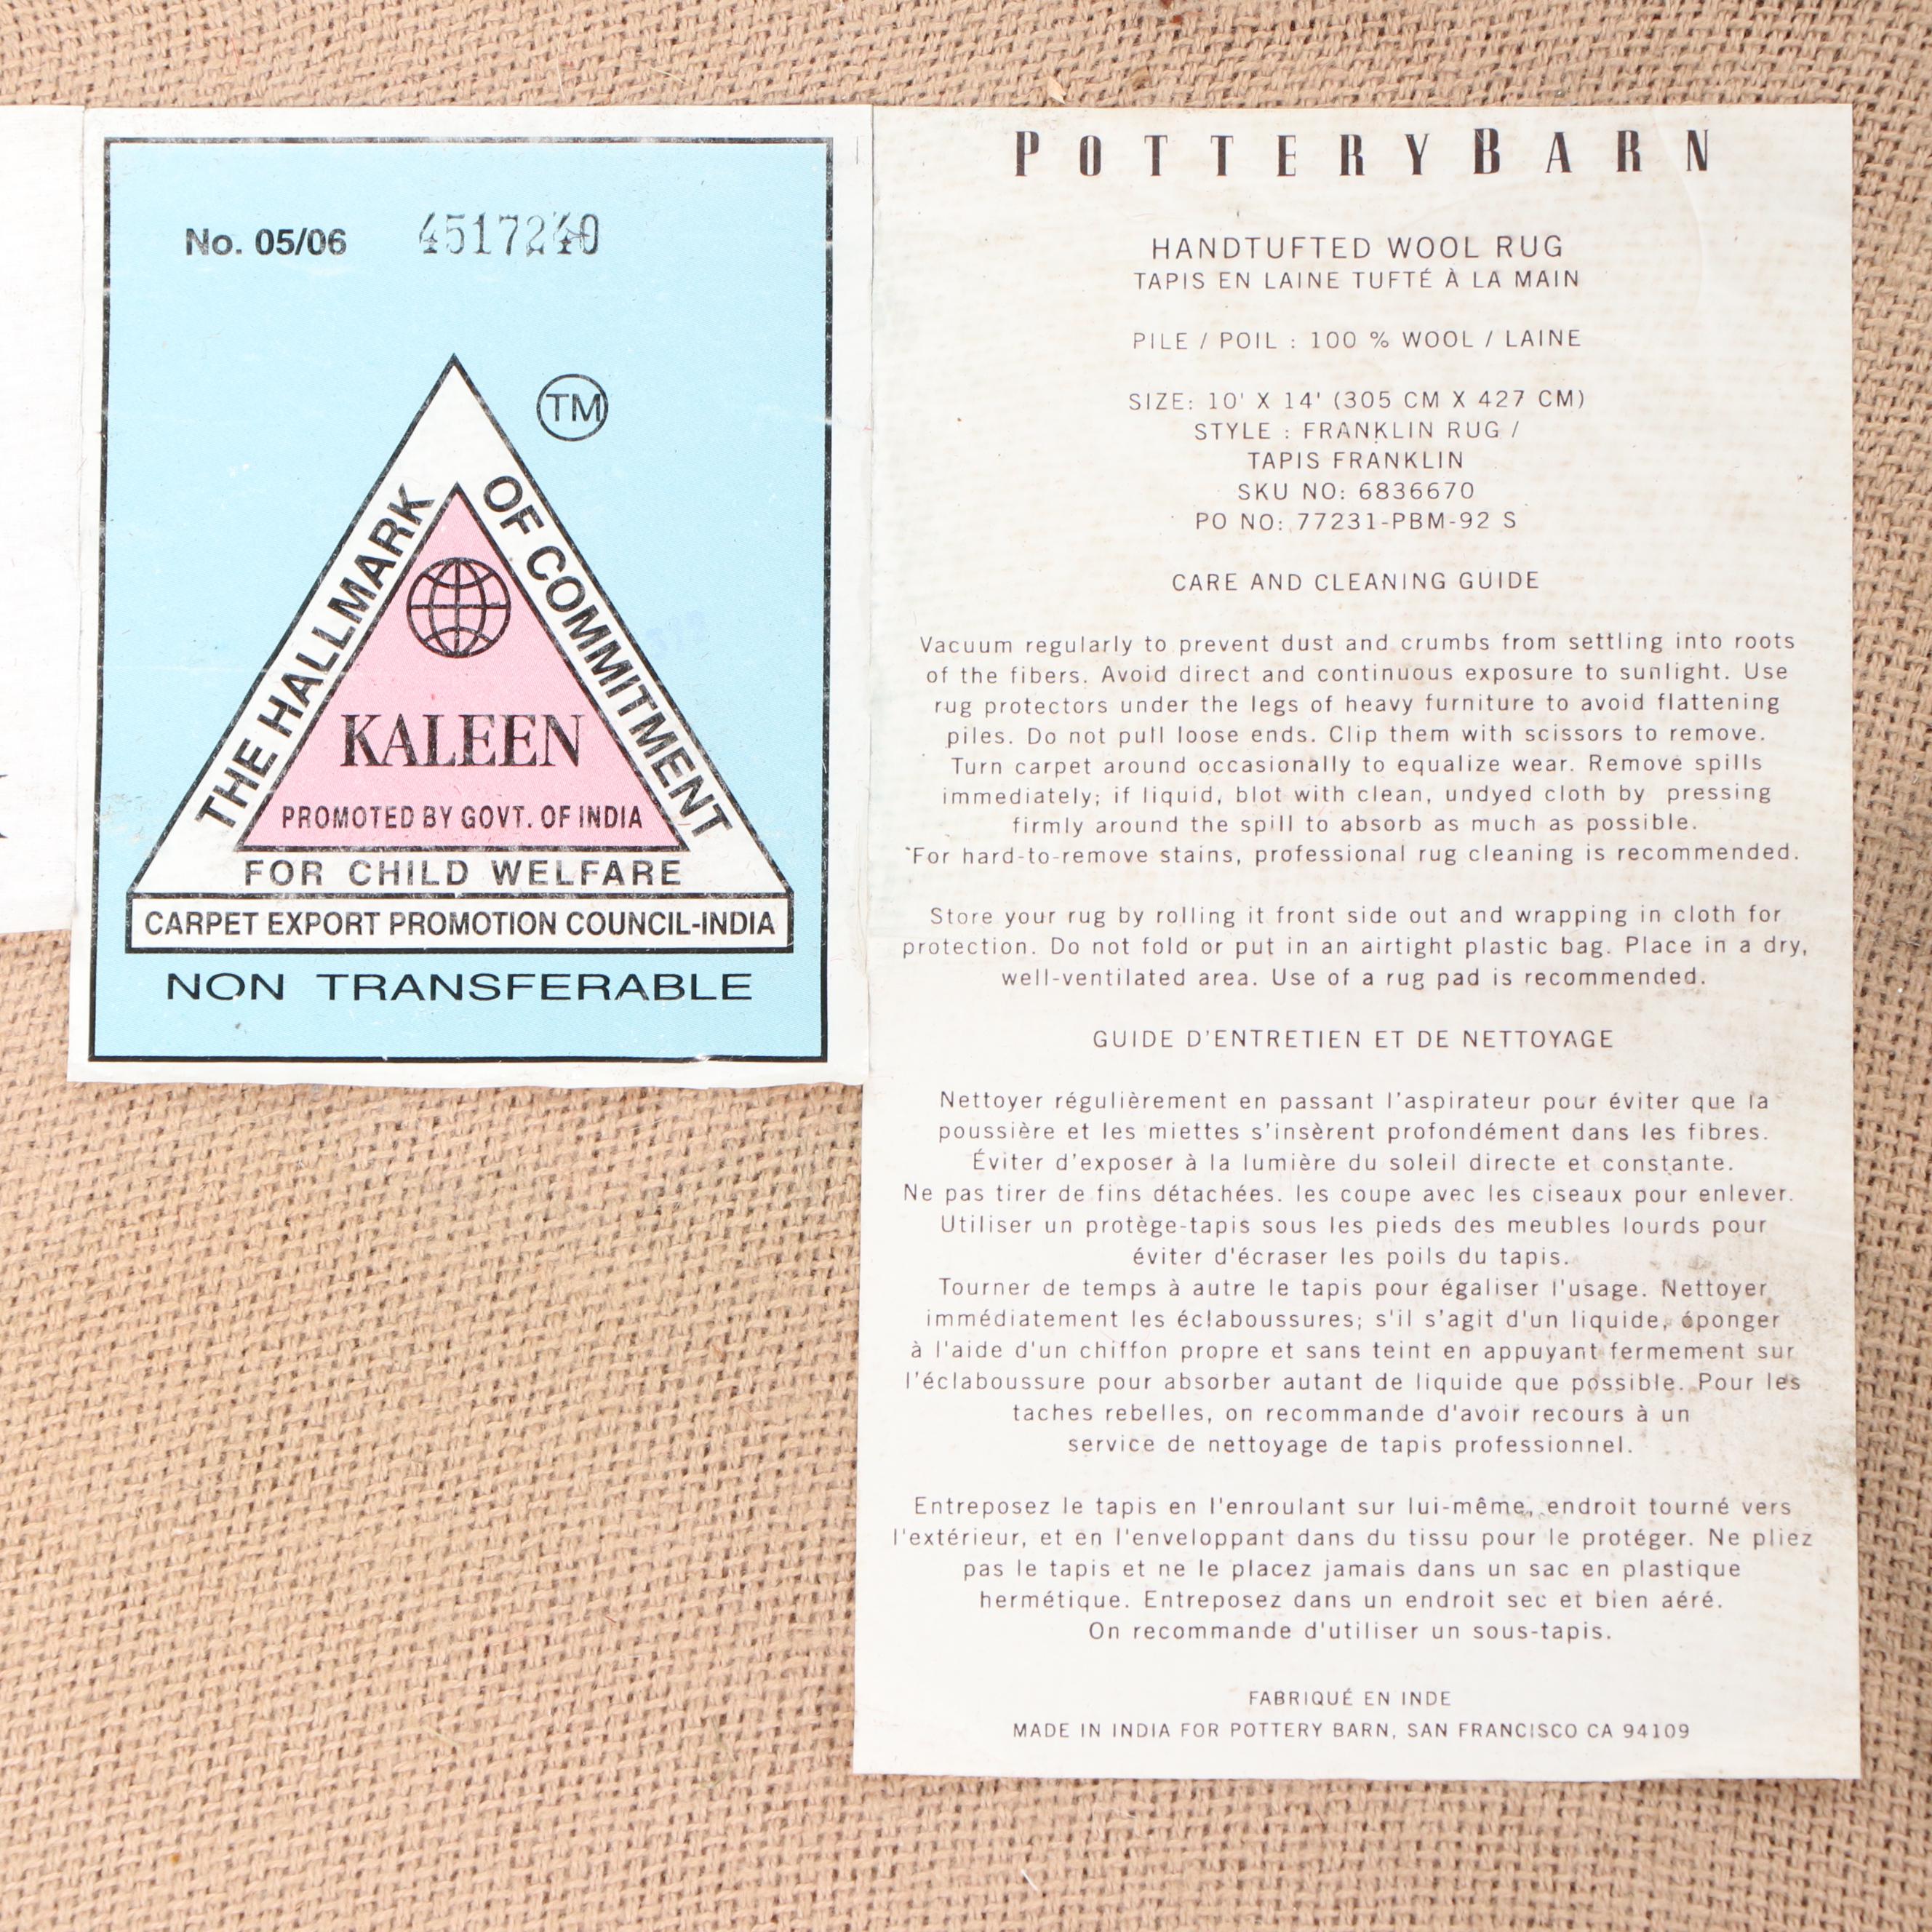 No. 05/06 4517240
TM
THE HALLMARK OF COMMITMENT
KALEEN
PROMOTED BY GOVT. OF INDIA
FOR CHILD WELFARE
CARPET EXPORT PROMOTION COUNCIL-INDIA
NON TRANSFERABLE
POTTERY BARN
HANDTUFTED WOOL RUG
TAPIS EN LAINE TUFTÉ À LA MAIN
PILE / POIL : 100 % WOOL / LAINE
SIZE: 10' X 14' (305 CM X 427 CM)
STYLE : FRANKLIN RUG /
TAPIS FRANKLIN
SKU NO: 6836670
PO NO: 77231-PBM-92 S
CARE AND CLEANING GUIDE
Vacuum regularly to prevent dust and crumbs from settling into roots
of the fibers. Avoid direct and continuous exposure to sunlight. Use
rug protectors under the legs of heavy furniture to avoid flattening
piles. Do not pull loose ends. Clip them with scissors to remove.
Turn carpet around occasionally to equalize wear. Remove spills
immediately; if liquid, blot with clean, undyed cloth by pressing
firmly around the spill to absorb as much as possible.
For hard-to-remove stains, professional rug cleaning is recommended.
Store your rug by rolling it front side out and wrapping in cloth for
protection. Do not fold or put in an airtight plastic bag. Place in a dry,
well-ventilated area. Use of a rug pad is recommended.
GUIDE D'ENTRETIEN ET DE NETTOYAGE
Nettoyer régulièrement en passant l'aspirateur pour éviter que la
poussière et les miettes s'insèrent profondément dans les fibres.
Éviter d'exposer à la lumière du soleil directe et constante.
Ne pas tirer de fins détachées. les coupe avec les ciseaux pour enlever.
Utiliser un protège-tapis sous les pieds des meubles lourds pour
éviter d'écraser les poils du tapis.
Tourner de temps à autre le tapis pour égaliser l'usage. Nettoyer
immédiatement les éclaboussures; s'il s'agit d'un liquide, éponger
à l'aide d'un chiffon propre et sans teint en appuyant fermement sur
l'éclaboussure pour absorber autant de liquide que possible. Pour les
taches rebelles, on recommande d'avoir recours à un
service de nettoyage de tapis professionnel.
Entreposez le tapis en l'enroulant sur lui-même, endroit tourné vers
l'extérieur, et en l'enveloppant dans du tissu pour le protéger. Ne pliez
pas le tapis et ne le placez jamais dans un sac en plastique
hermétique. Entreposez dans un endroit sec et bien aéré.
On recommande d'utiliser un sous-tapis.
FABRIQUÉ EN INDE
MADE IN INDIA FOR POTTERY BARN, SAN FRANCISCO CA 94109